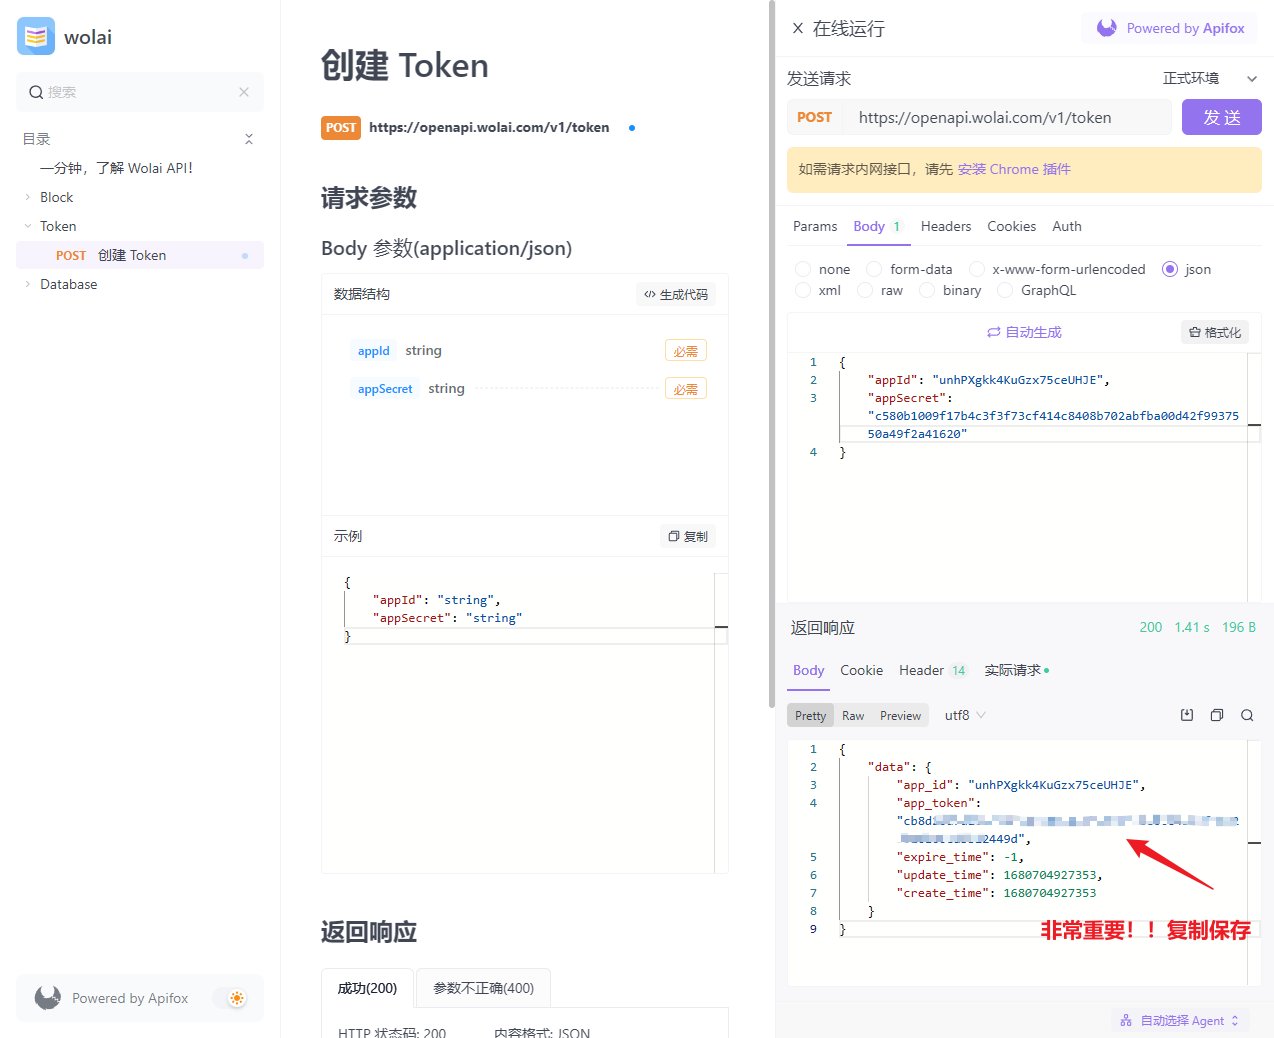 wolai
搜索
目录
一分钟，了解 Wolai API!
Block
Token
POST 创建 Token
Database
Powered by Apifox
创建 Token
POST https://openapi.wolai.com/v1/token
请求参数
Body 参数(application/json)
数据结构
生成代码
appId string 必需
appSecret string 必需
示例
复制
{
"appId": "string",
"appSecret": "string"
}
返回响应
成功(200) 参数不正确(400)
HTTP 状态码: 200 内容格式: JSON
在线运行
Powered by Apifox
发送请求
正式环境
POST https://openapi.wolai.com/v1/token 发 送
如需请求内网接口，请先 安装 Chrome 插件
Params Body 1 Headers Cookies Auth
none form-data x-www-form-urlencoded json
xml raw binary GraphQL
自动生成
格式化
1 {
2 "appId": "unhPXgkk4KuGzx75ceUHJE",
3 "appSecret":
"c580b1009f17b4c3f3f73cf414c8408b702abfba00d42f99375
50a49f2a41620"
4 }
返回响应
200 1.41 s 196 B
Body Cookie Header 14 实际请求
Pretty Raw Preview utf8
1 {
2 "data": {
3 "app_id": "unhPXgkk4KuGzx75ceUHJE",
4 "app_token":
"cb8d
2449d",
5 "expire_time": -1,
6 "update_time": 1680704927353,
7 "create_time": 1680704927353
8 }
9 }
非常重要！！复制保存
自动选择 Agent